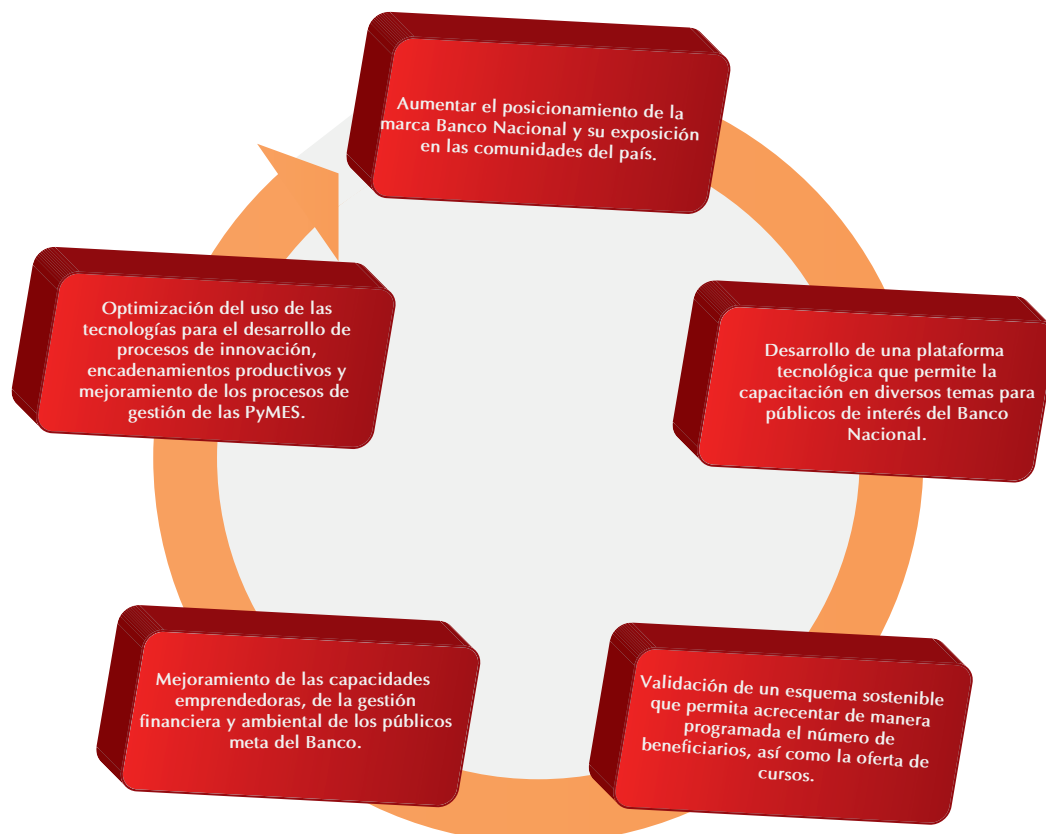 Aumentar el posicionamiento de la
marca Banco Nacional y su exposición
en las comunidades del país.
Desarrollo de una plataforma
tecnológica que permite la
capacitación en diversos temas para
públicos de interés del Banco
Nacional.
Validación de un esquema sostenible
que permita acrecentar de manera
programada el número de
beneficiarios, así como la oferta de
cursos.
Mejoramiento de las capacidades
emprendedoras, de la gestión
financiera y ambiental de los públicos
meta del Banco.
Optimización del uso de las
tecnologías para el desarrollo de
procesos de innovación,
encadenamientos productivos y
mejoramiento de los procesos de
gestión de las PyMES.